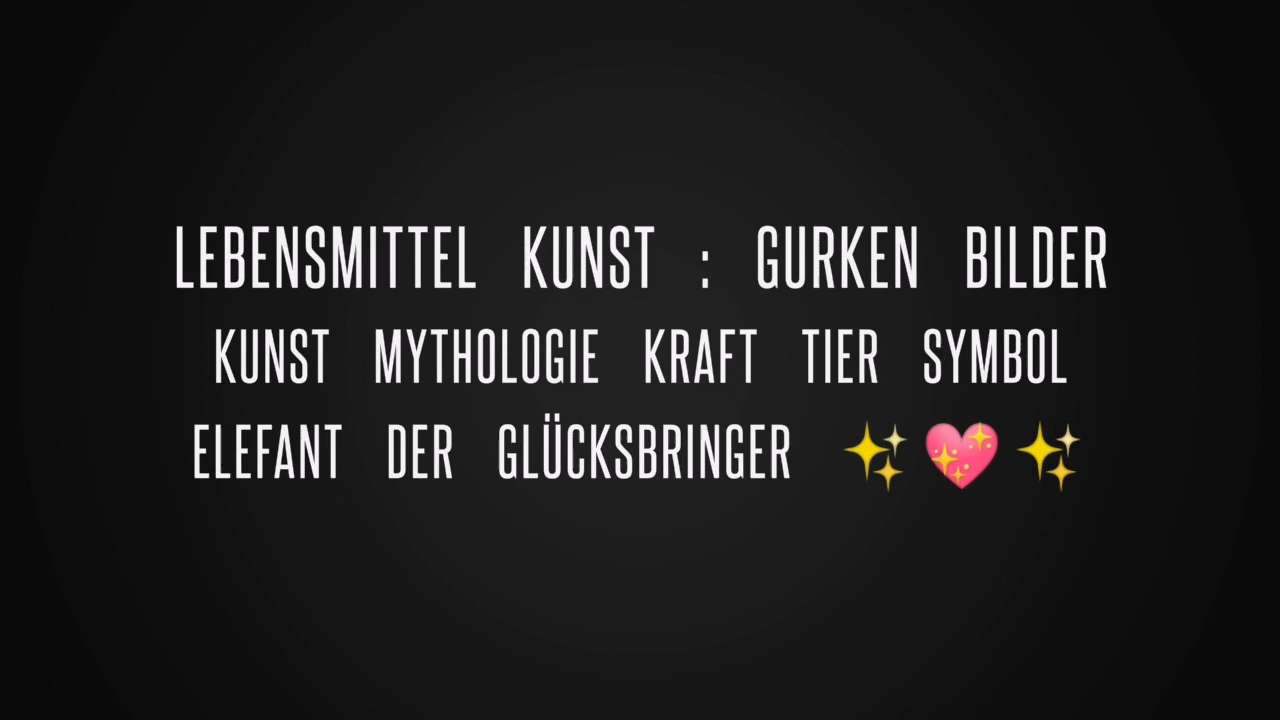 LEBENSMITTEL KUNST : GURKEN BILDER
KUNST MYTHOLOGIE KRAFT TIER SYMBOL
ELEFANT DER GLÜCKSBRINGER ✨💖✨